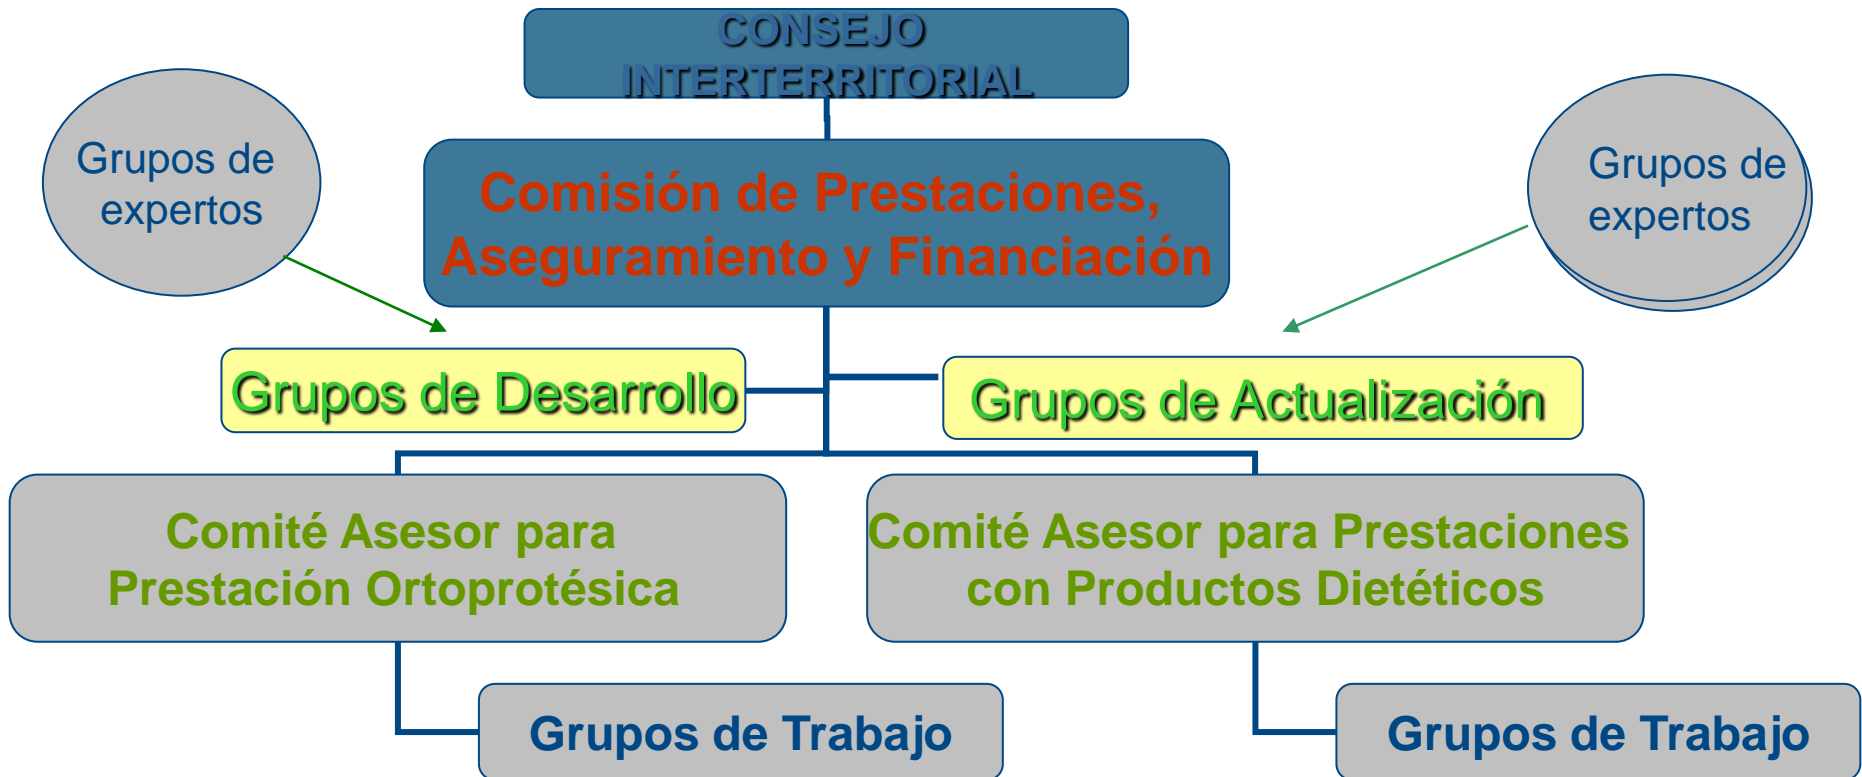 CONSEJO
INTERTERRITORIAL
Grupos de
expertos
Comisión de Prestaciones,
Aseguramiento y Financiación
Grupos de
expertos
Grupos de Desarrollo
Grupos de Actualización
Comité Asesor para
Prestación Ortoprotésica
Comité Asesor para Prestaciones
con Productos Dietéticos
Grupos de Trabajo
Grupos de Trabajo